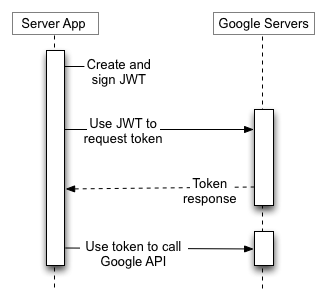 Server App
Google Servers
Create and
sign JWT
Use JWT to
request token
Token
response
Use token to call
Google API